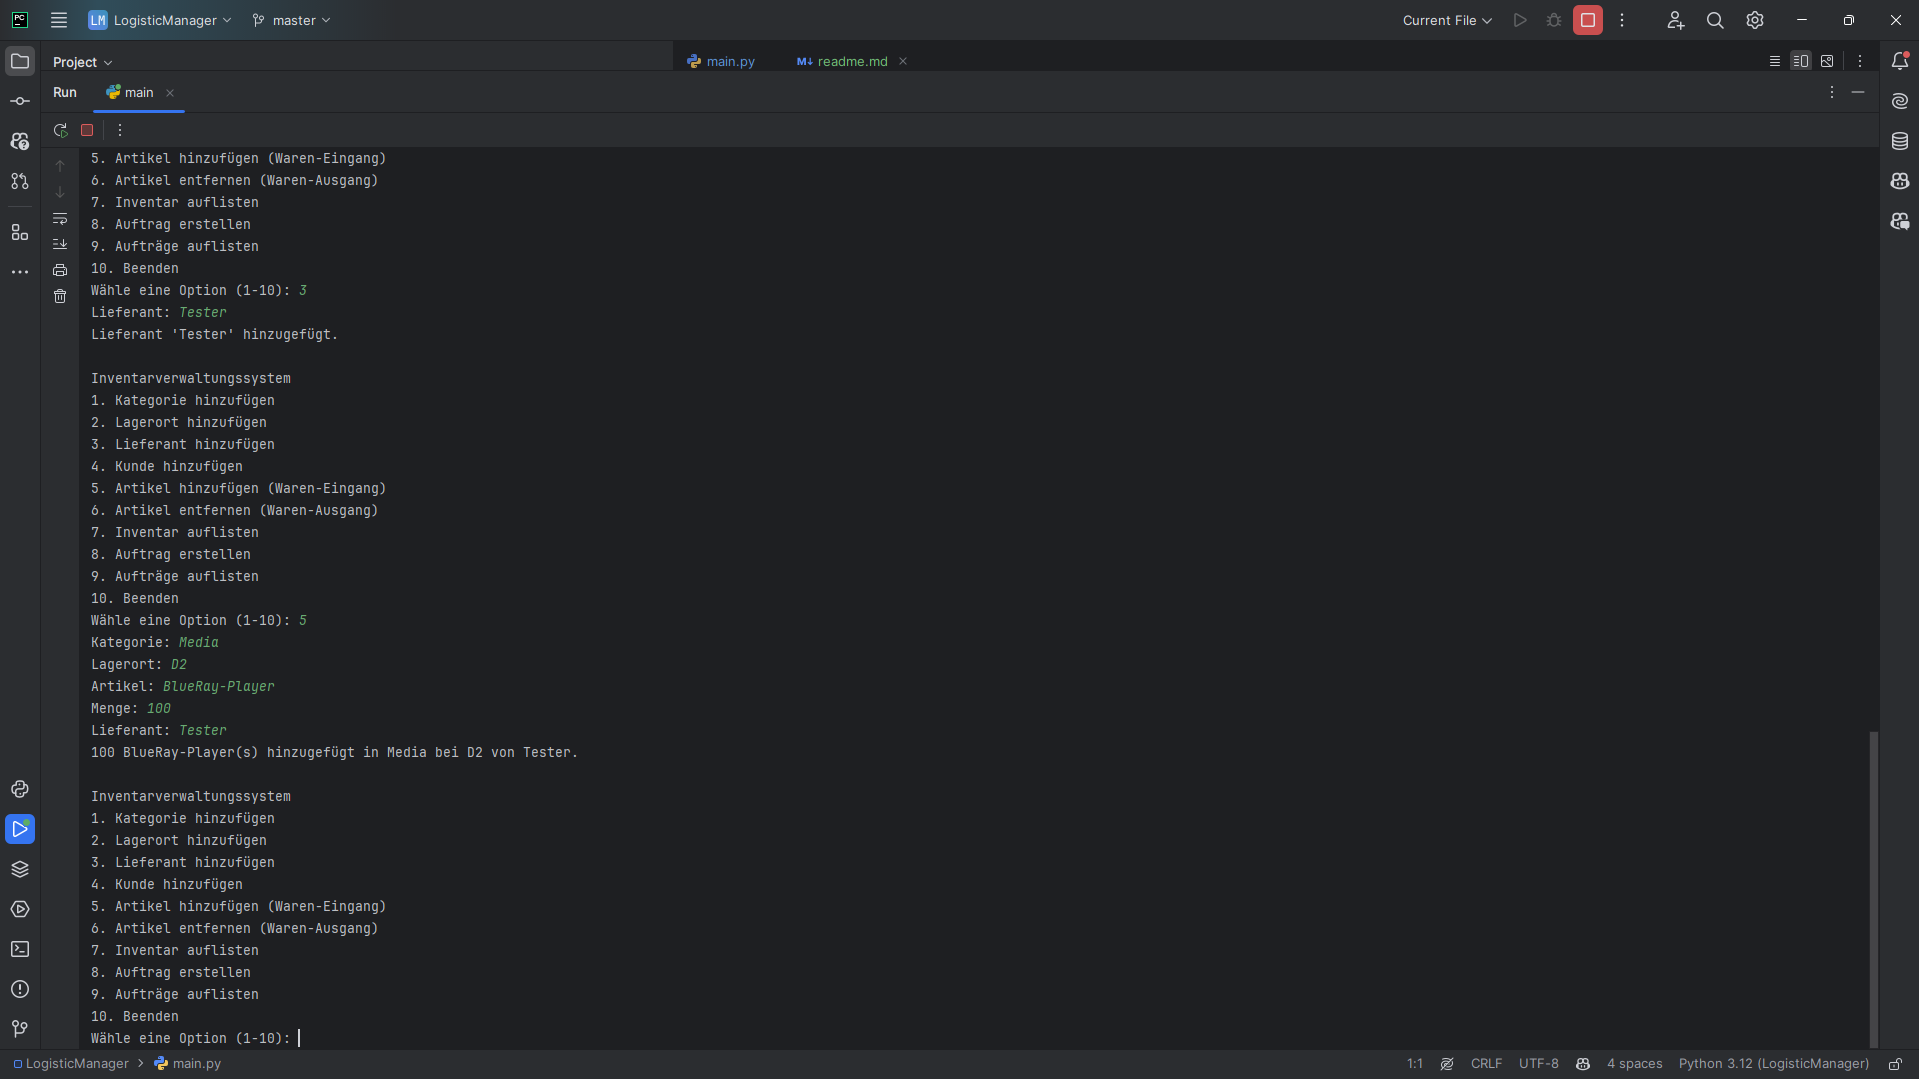 PC
LM LogisticManager
master
Current File
Project
main.py
M↓ readme.md
Run
main
5. Artikel hinzufügen (Waren-Eingang)
6. Artikel entfernen (Waren-Ausgang)
7. Inventar auflisten
8. Auftrag erstellen
9. Aufträge auflisten
10. Beenden
Wähle eine Option (1-10): 3
Lieferant: Tester
Lieferant 'Tester' hinzugefügt.
Inventarverwaltungssystem
1. Kategorie hinzufügen
2. Lagerort hinzufügen
3. Lieferant hinzufügen
4. Kunde hinzufügen
5. Artikel hinzufügen (Waren-Eingang)
6. Artikel entfernen (Waren-Ausgang)
7. Inventar auflisten
8. Auftrag erstellen
9. Aufträge auflisten
10. Beenden
Wähle eine Option (1-10): 5
Kategorie: Media
Lagerort: D2
Artikel: BlueRay-Player
Menge: 100
Lieferant: Tester
100 BlueRay-Player(s) hinzugefügt in Media bei D2 von Tester.
Inventarverwaltungssystem
1. Kategorie hinzufügen
2. Lagerort hinzufügen
3. Lieferant hinzufügen
4. Kunde hinzufügen
5. Artikel hinzufügen (Waren-Eingang)
6. Artikel entfernen (Waren-Ausgang)
7. Inventar auflisten
8. Auftrag erstellen
9. Aufträge auflisten
10. Beenden
Wähle eine Option (1-10):
LogisticManager > main.py
1:1
CRLF
UTF-8
4 spaces
Python 3.12 (LogisticManager)